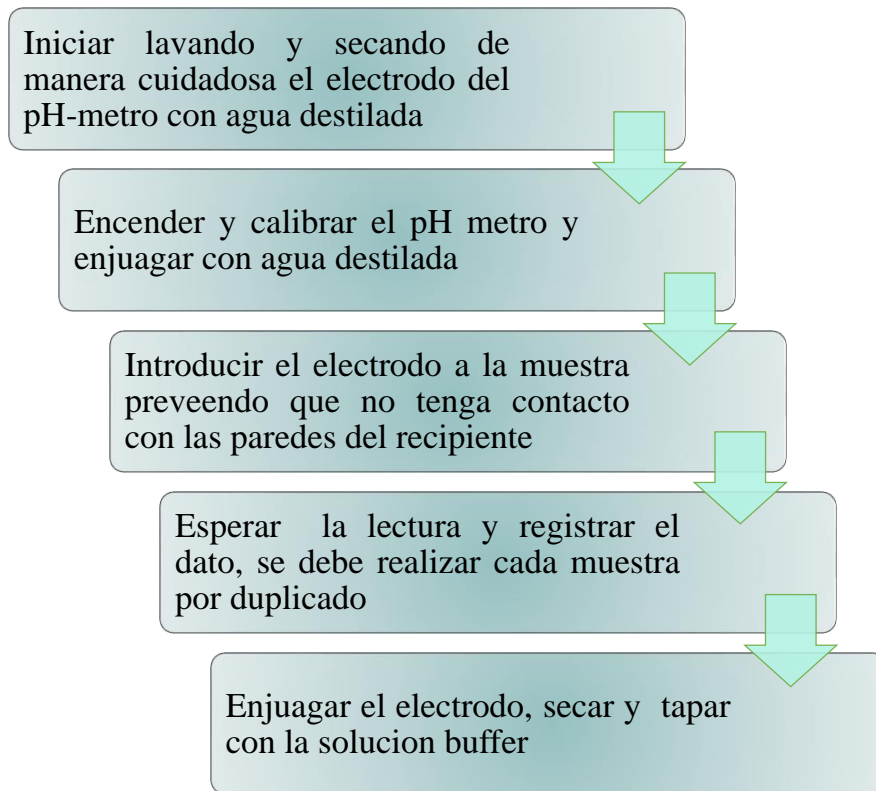 Iniciar lavando y secando de
manera cuidadosa el electrodo del
pH-metro con agua destilada
Encender y calibrar el pH metro y
enjuagar con agua destilada
Introducir el electrodo a la muestra
preveendo que no tenga contacto
con las paredes del recipiente
Esperar la lectura y registrar el
dato, se debe realizar cada muestra
por duplicado
Enjuagar el electrodo, secar y tapar
con la solucion buffer